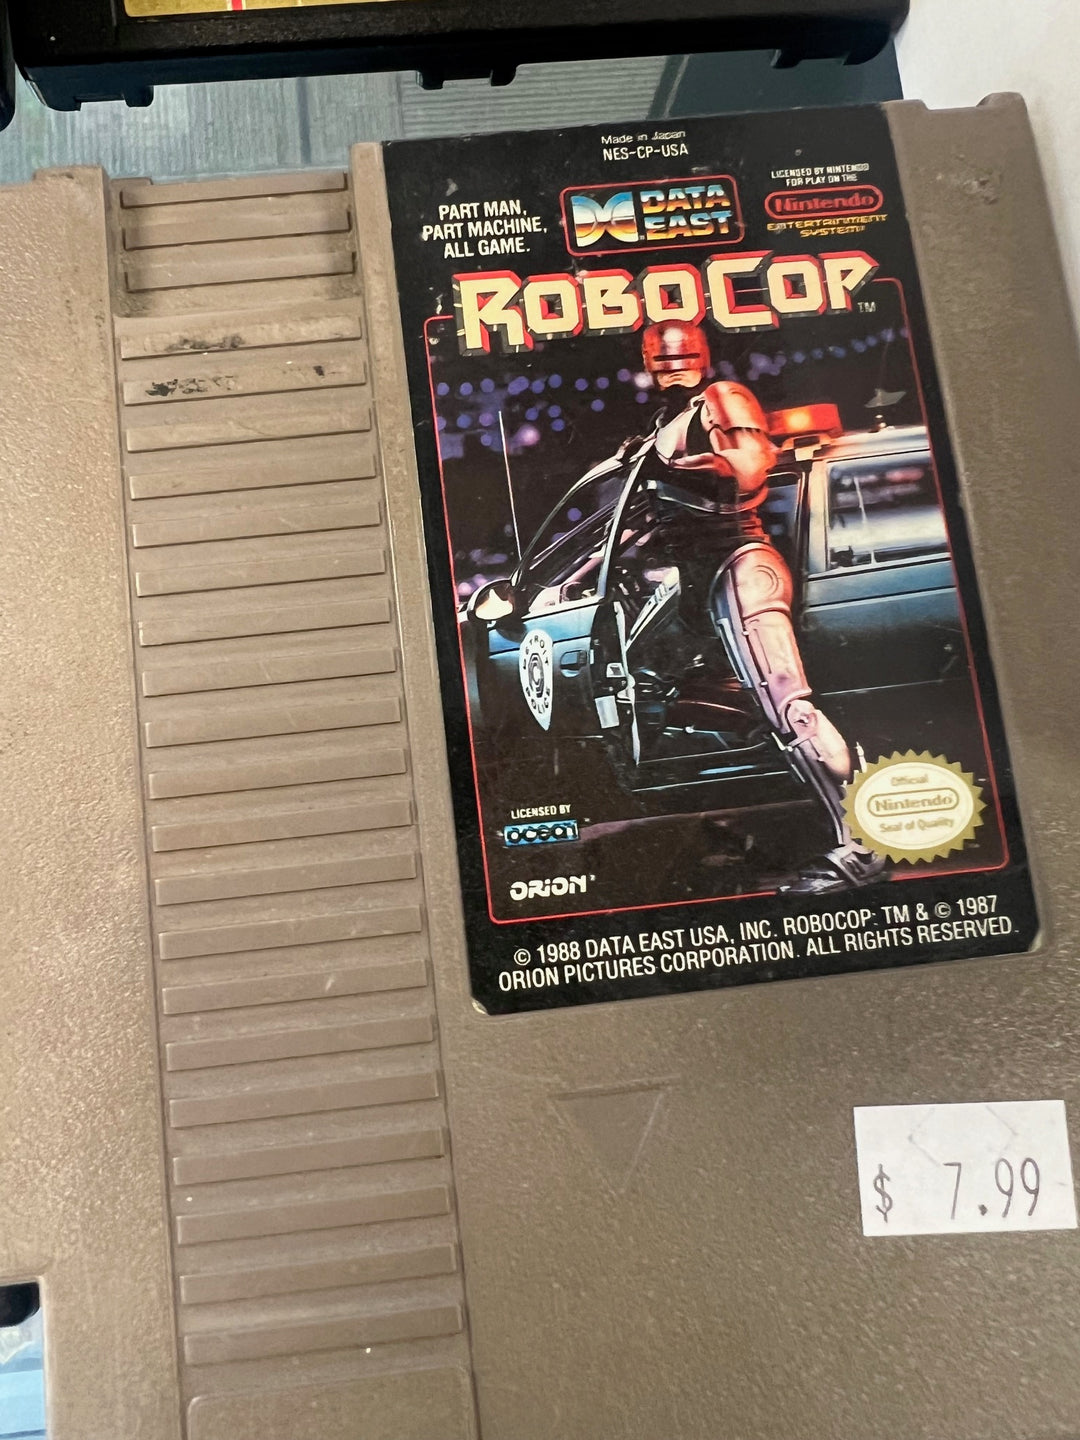 Made in Japan
NES-CP-USA
PART MAN,
PART MACHINE,
ALL GAME.
DATA
EAST
LICENSED BY NINTENDO
FOR PLAY ON THE
Nintendo
ENTERTAINMENT
SYSTEM
ROBOCOP TM
DETROIT
POLICE
LICENSED BY
ocean
ORION
Official
Nintendo
Seal of Quality
© 1988 DATA EAST USA, INC. ROBOCOP: TM & © 1987
ORION PICTURES CORPORATION. ALL RIGHTS RESERVED.
$ 7.99